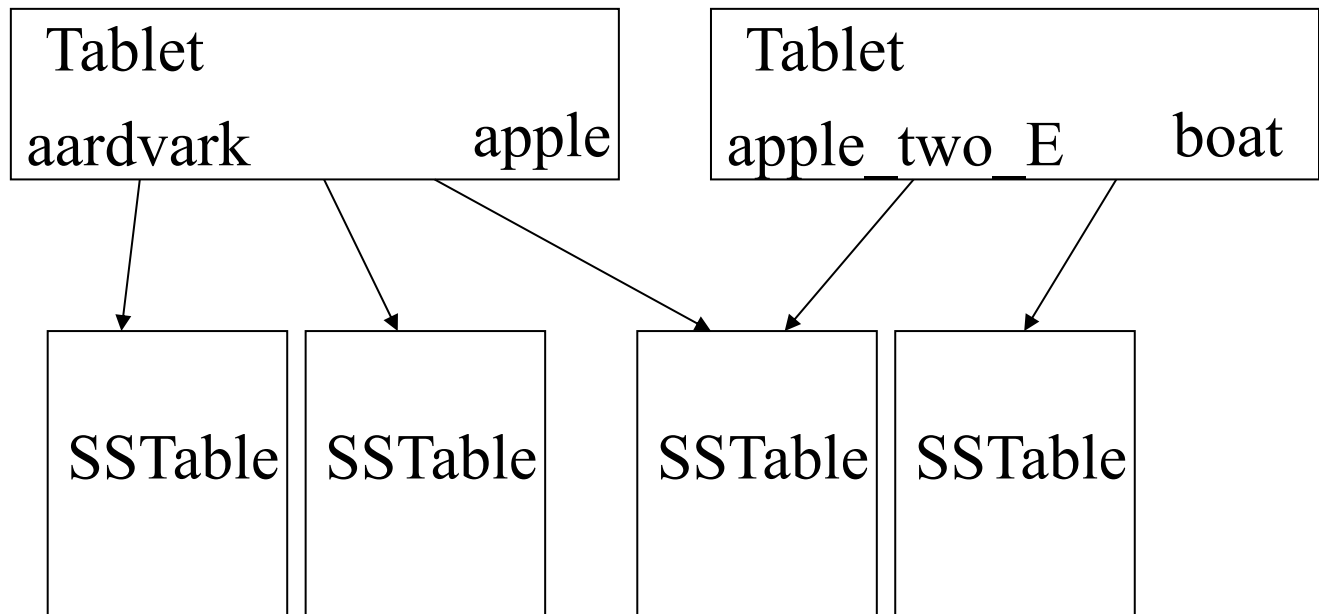 Tablet
aardvark apple
Tablet
apple_two_E boat
SSTable
SSTable
SSTable
SSTable